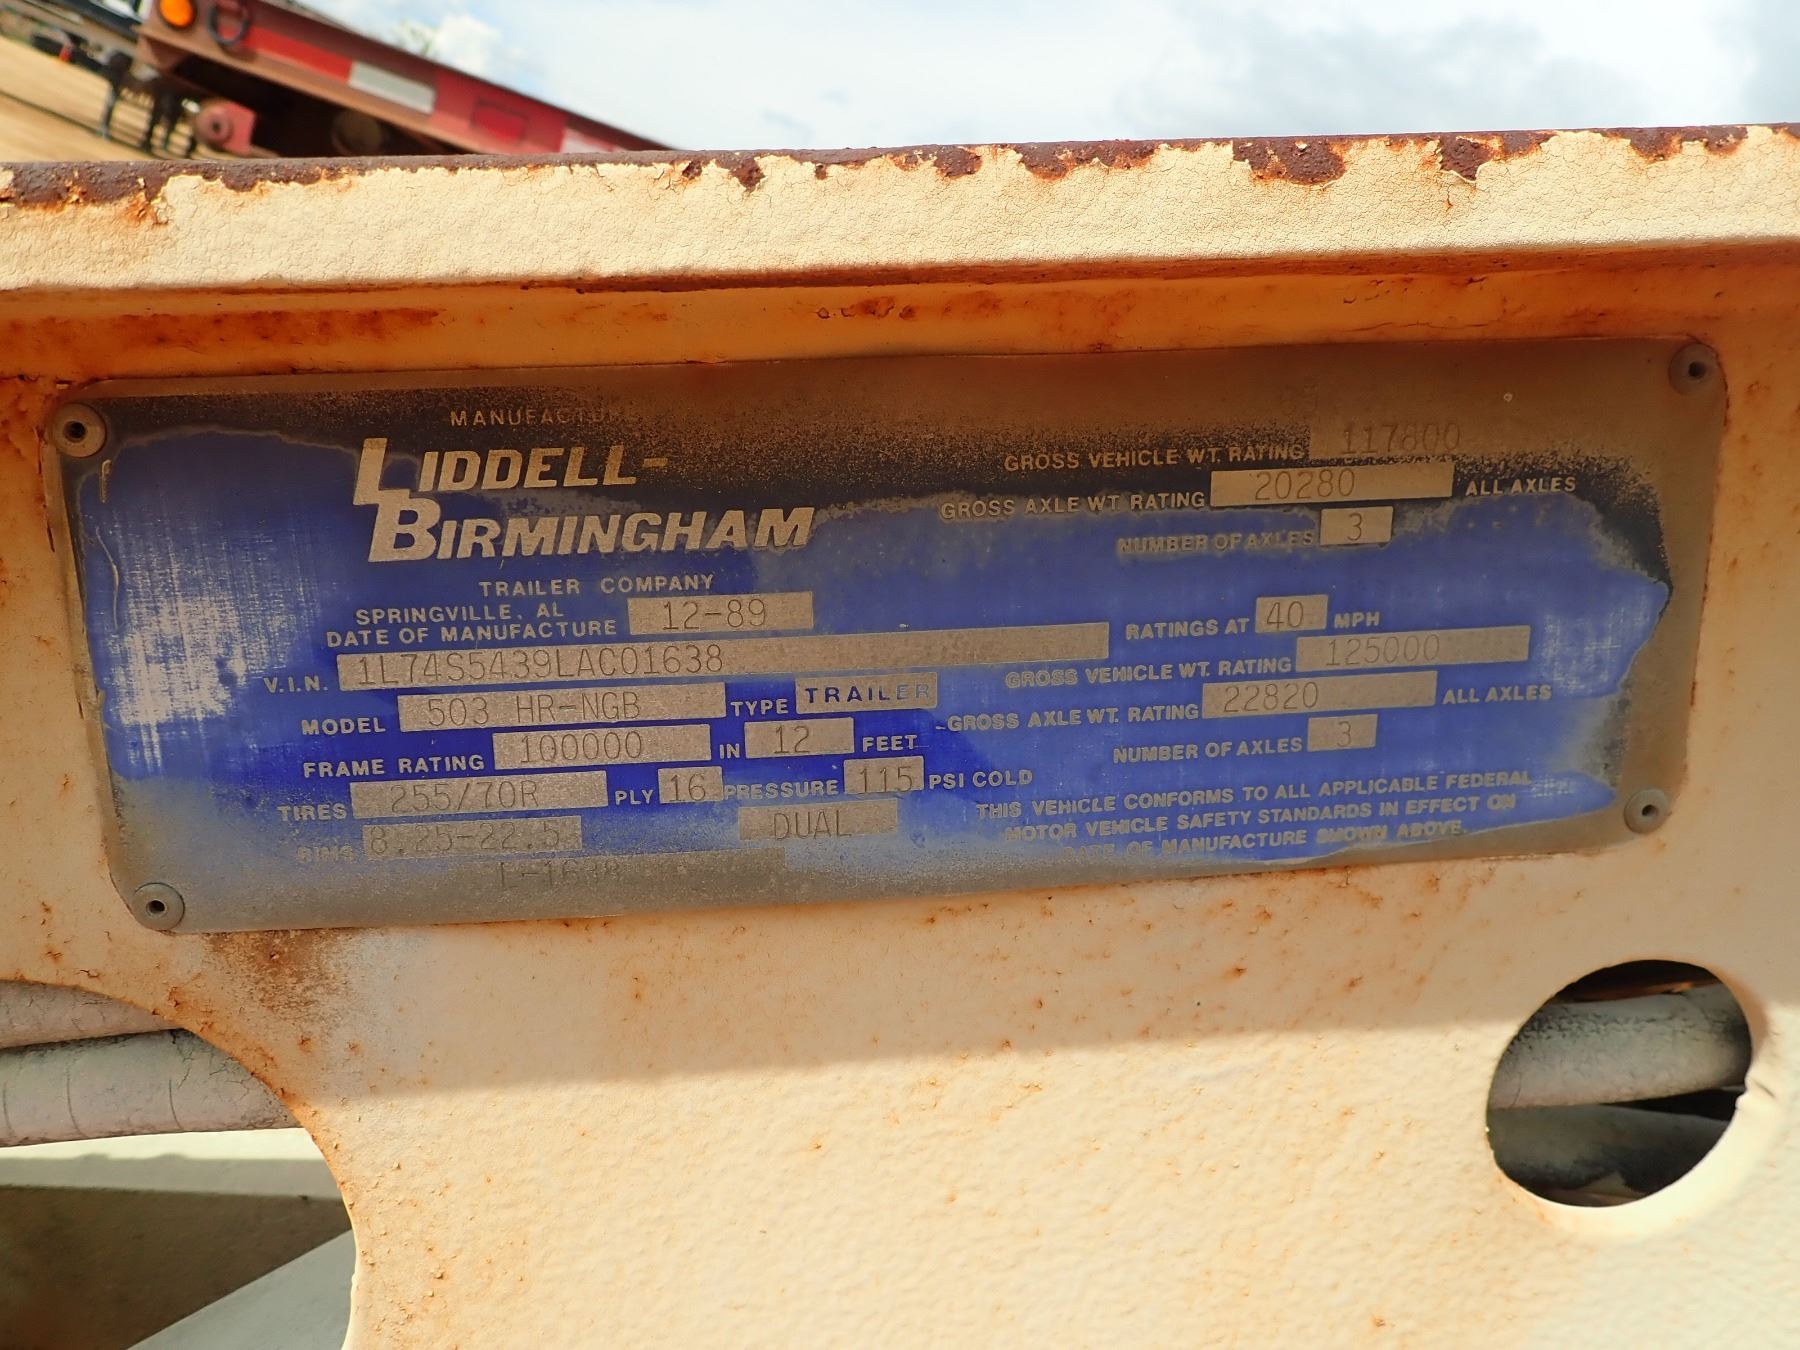 LIDDELL-
BIRMINGHAM
TRAILER COMPANY
SPRINGVILLE, AL
DATE OF MANUFACTURE 12-89
V.I.N. 1L74S5439LAC01638
MODEL 503 HR-NGB TYPE TRAILER
FRAME RATING 100000 IN 12 FEET
TIRES 255/70R PLY 16 PRESSURE 115 PSI COLD
RIMS 8.25-22.5 DUAL
L-1638
GROSS VEHICLE WT. RATING 117800
GROSS AXLE WT. RATING 20280 ALL AXLES
NUMBER OF AXLES 3
RATINGS AT 40 MPH
GROSS VEHICLE WT. RATING 125000
GROSS AXLE WT. RATING 22820 ALL AXLES
NUMBER OF AXLES 3
THIS VEHICLE CONFORMS TO ALL APPLICABLE FEDERAL
MOTOR VEHICLE SAFETY STANDARDS IN EFFECT ON
DATE OF MANUFACTURE SHOWN ABOVE.